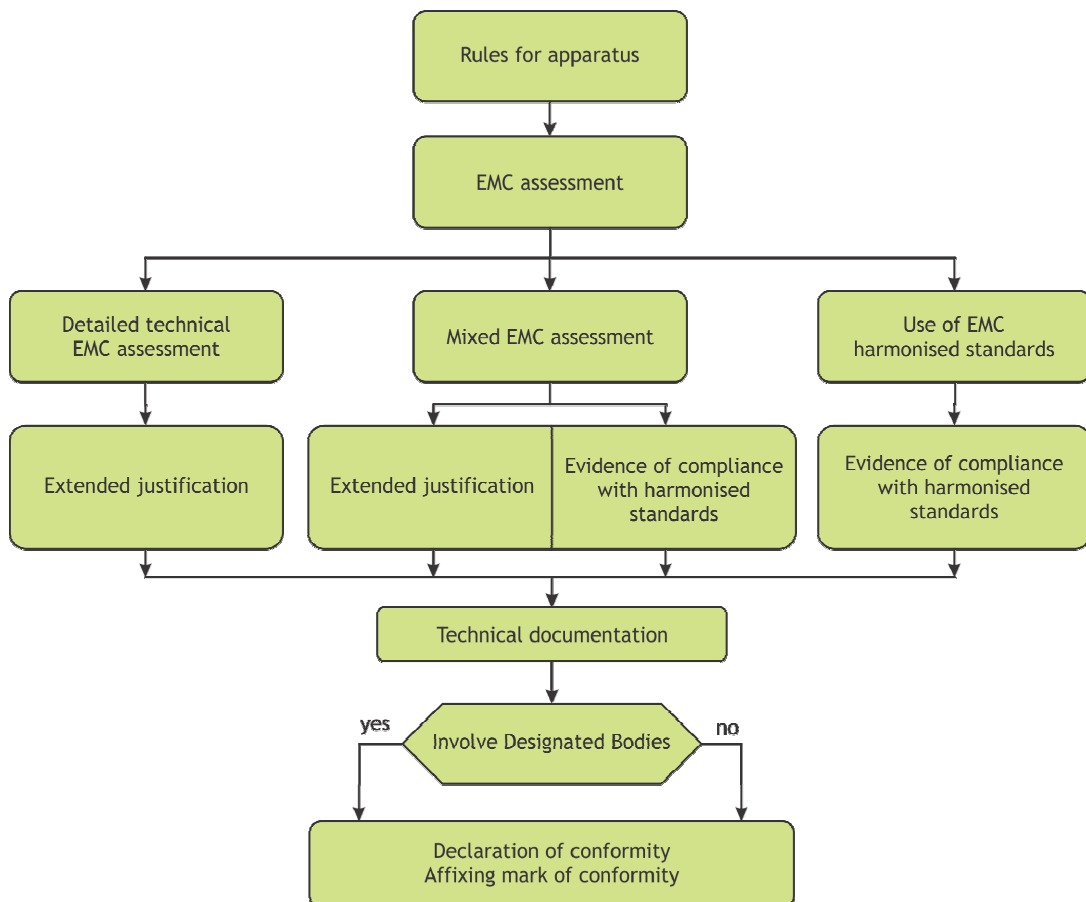 Rules for apparatus
EMC assessment
Detailed technical
EMC assessment
Mixed EMC assessment
Use of EMC
harmonised standards
Extended justification
Extended justification
Evidence of compliance
with harmonised
standards
Evidence of compliance
with harmonised
standards
Technical documentation
yes
Involve Designated Bodies
no
Declaration of conformity
Affixing mark of conformity